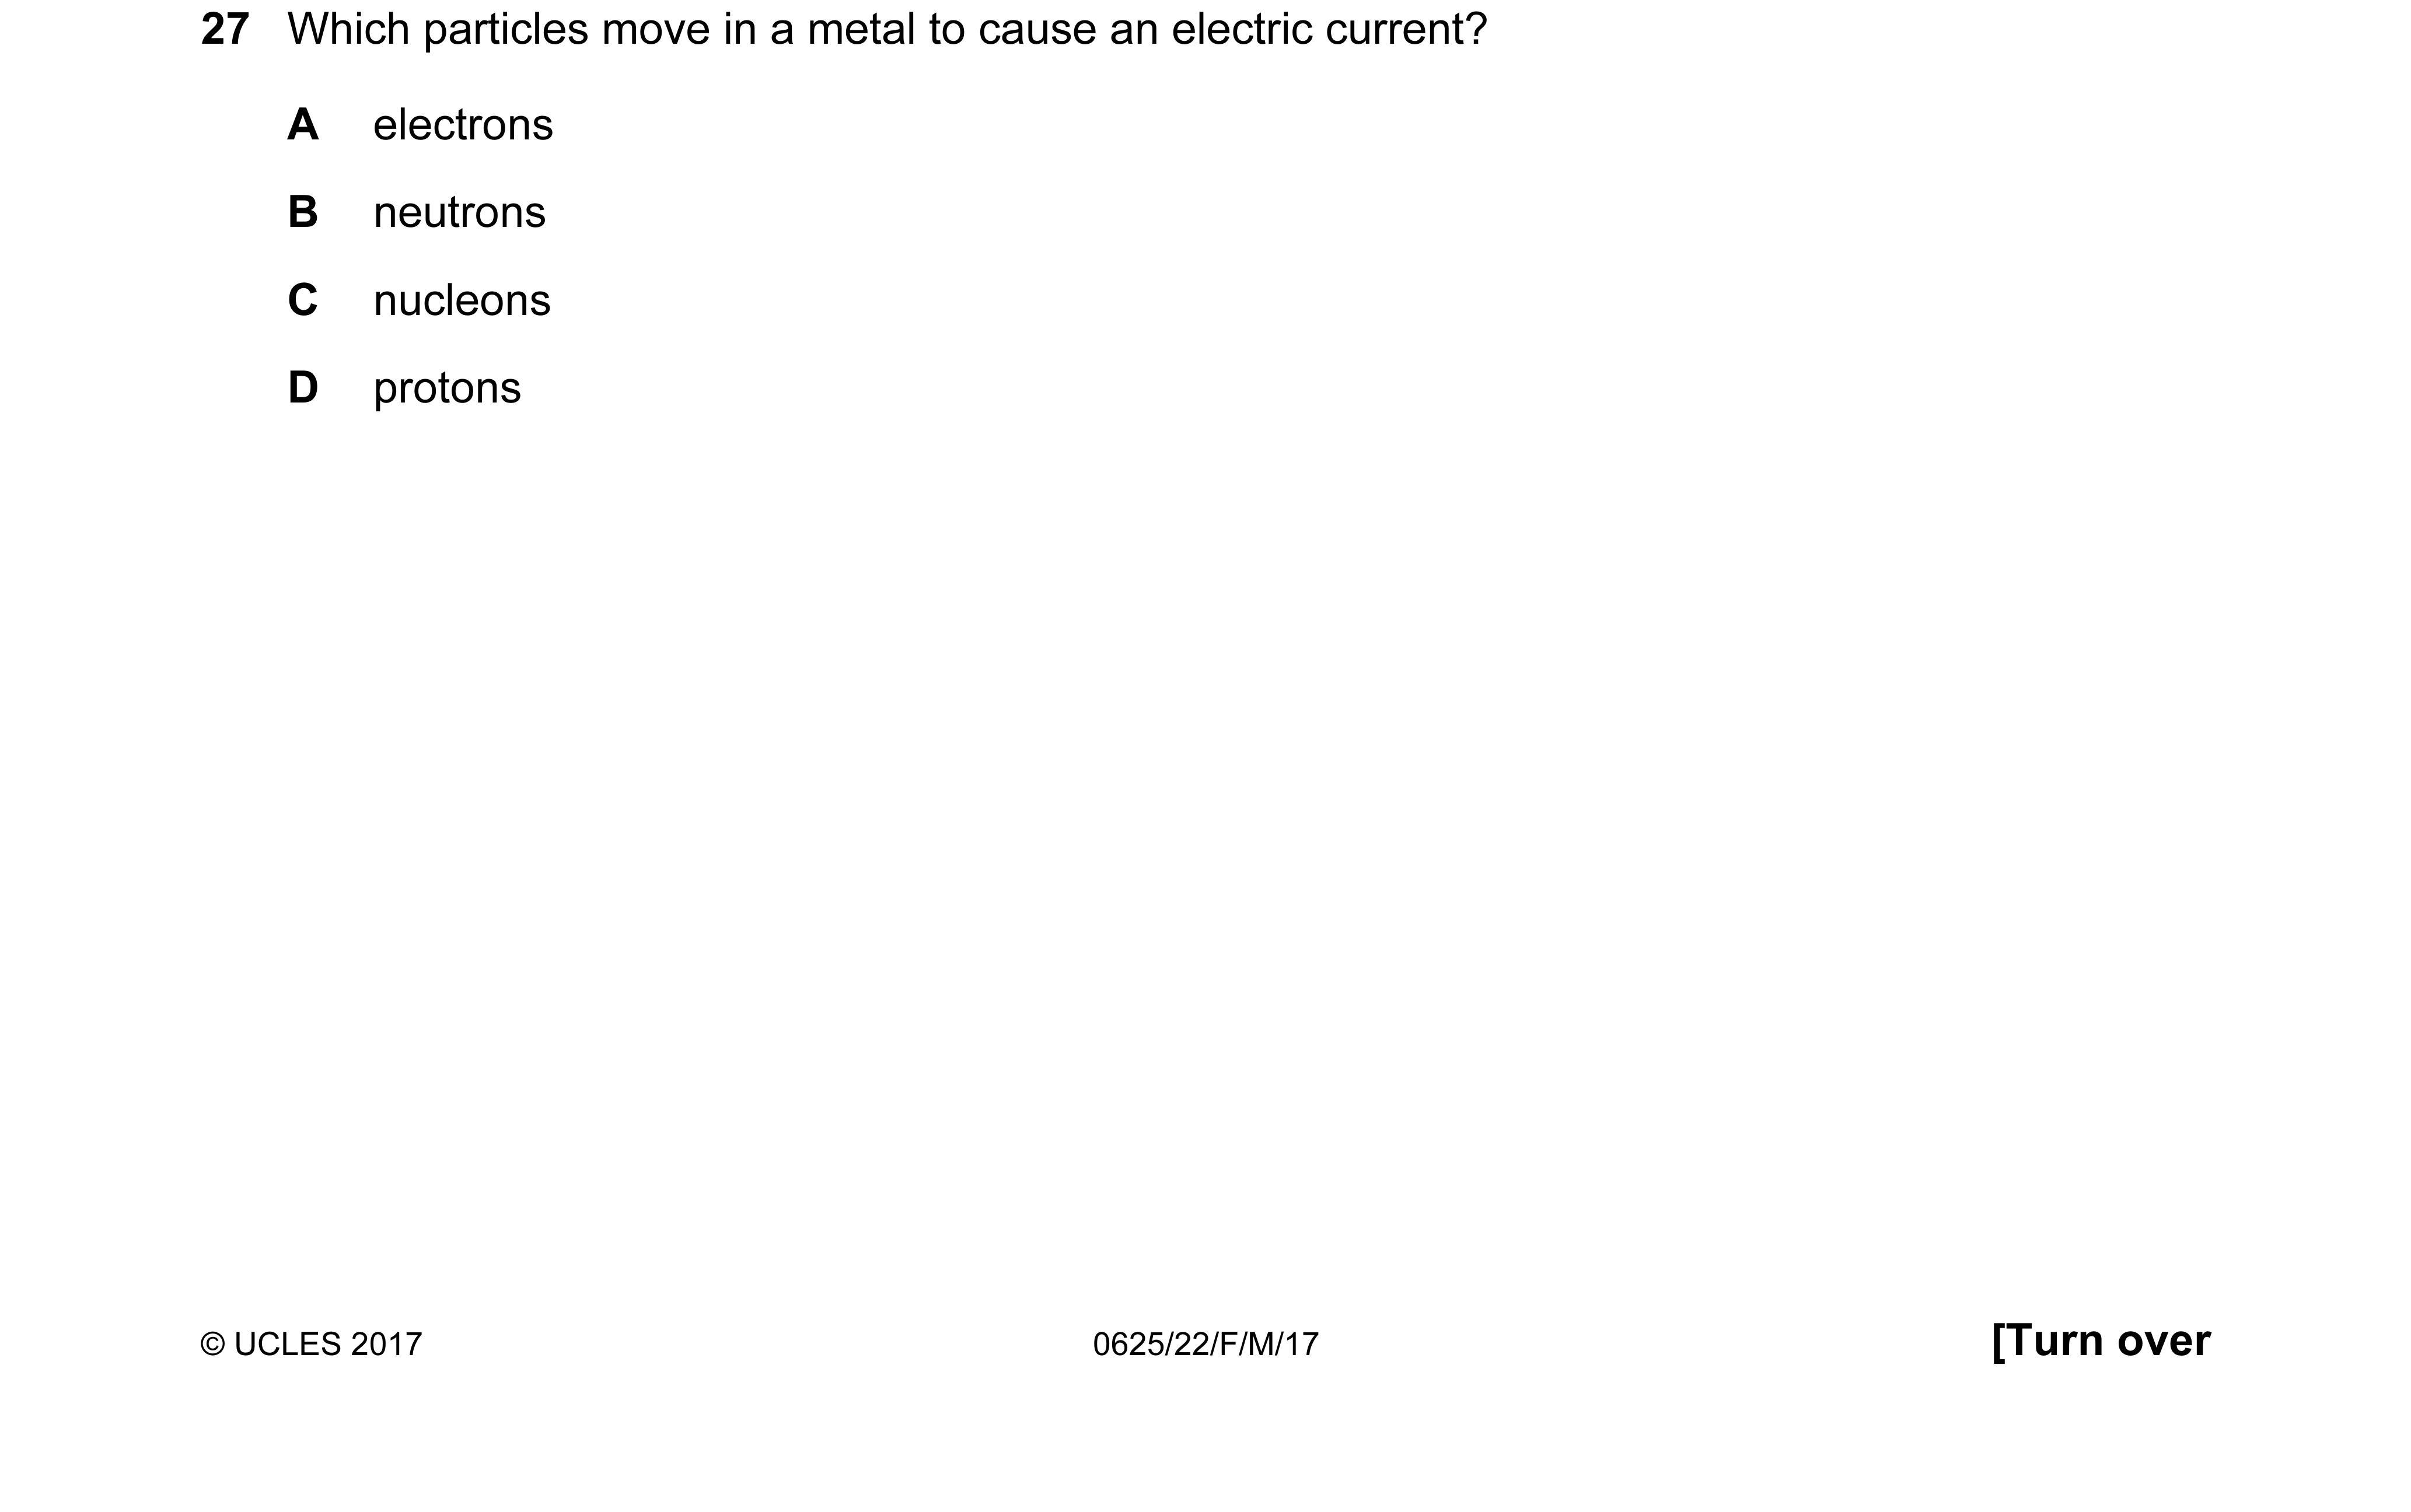 27 Which particles move in a metal to cause an electric current?
A electrons
B neutrons
C nucleons
D protons
© UCLES 2017 0625/22/F/M/17 [Turn over